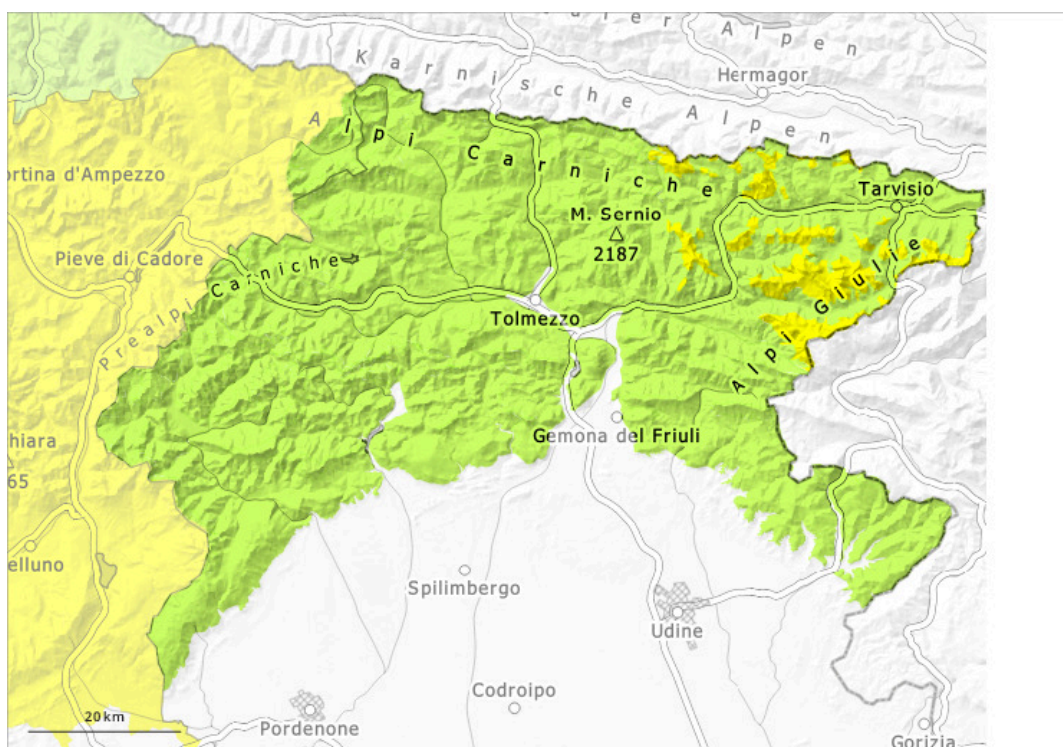 Alpen
Karnische Alpen
Hermagor
Alpi Carniche
ortina d'Ampezzo
Tarvisio
M. Sernio
2187
Pieve di Cadore
Prealpi Carniche
Tolmezzo
Alpi Giulie
Gemona del Friuli
hiara
65
elluno
Spilimbergo
Udine
Codroipo
20 km
Pordenone
Gorizia